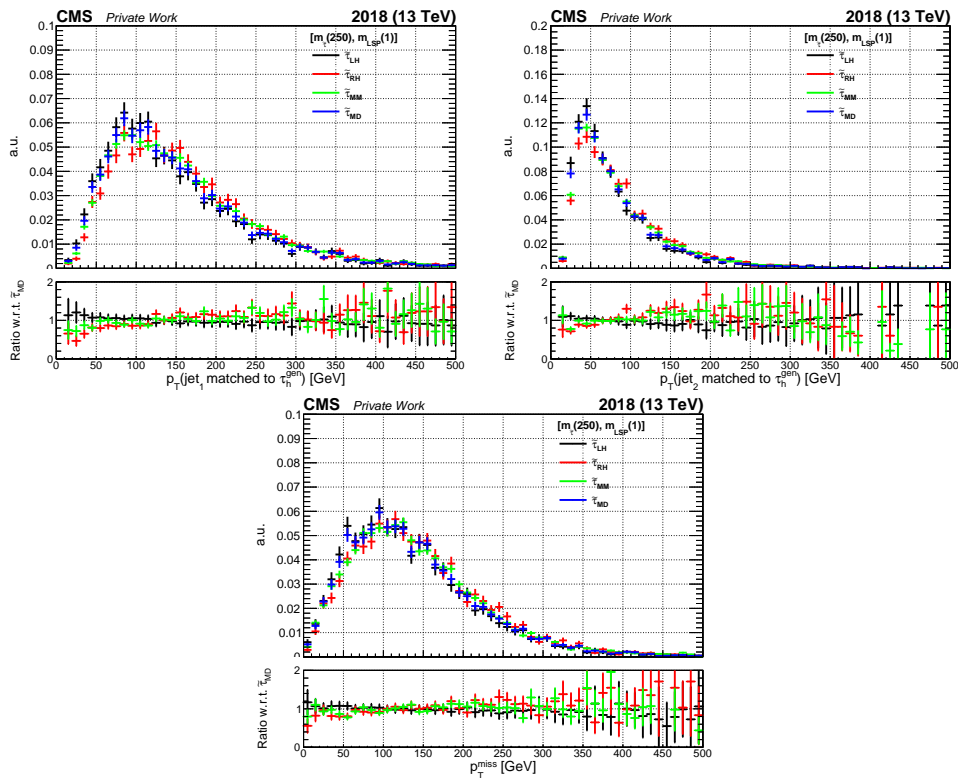 CMS Private Work 2018 (13 TeV)
a.u.
0.1
0.09
0.08
0.07
0.06
0.05
0.04
0.03
0.02
0.01
0
[m_τ̃(250), m_LSP(1)]
τ̃_LH
τ̃_RH
τ̃_MM
τ̃_MD
Ratio w.r.t. τ̃_MD
2
1
0
0 50 100 150 200 250 300 350 400 450 500
p_T(jet_1 matched to τ_h^gen) [GeV]
CMS Private Work 2018 (13 TeV)
a.u.
0.2
0.18
0.16
0.14
0.12
0.1
0.08
0.06
0.04
0.02
0
[m_τ̃(250), m_LSP(1)]
τ̃_LH
τ̃_RH
τ̃_MM
τ̃_MD
Ratio w.r.t. τ̃_MD
2
1
0
0 50 100 150 200 250 300 350 400 450 500
p_T(jet_2 matched to τ_h^gen) [GeV]
CMS Private Work 2018 (13 TeV)
a.u.
0.1
0.09
0.08
0.07
0.06
0.05
0.04
0.03
0.02
0.01
0
[m_τ̃(250), m_LSP(1)]
τ̃_LH
τ̃_RH
τ̃_MM
τ̃_MD
Ratio w.r.t. τ̃_MD
2
1
0
0 50 100 150 200 250 300 350 400 450 500
p_T^miss [GeV]